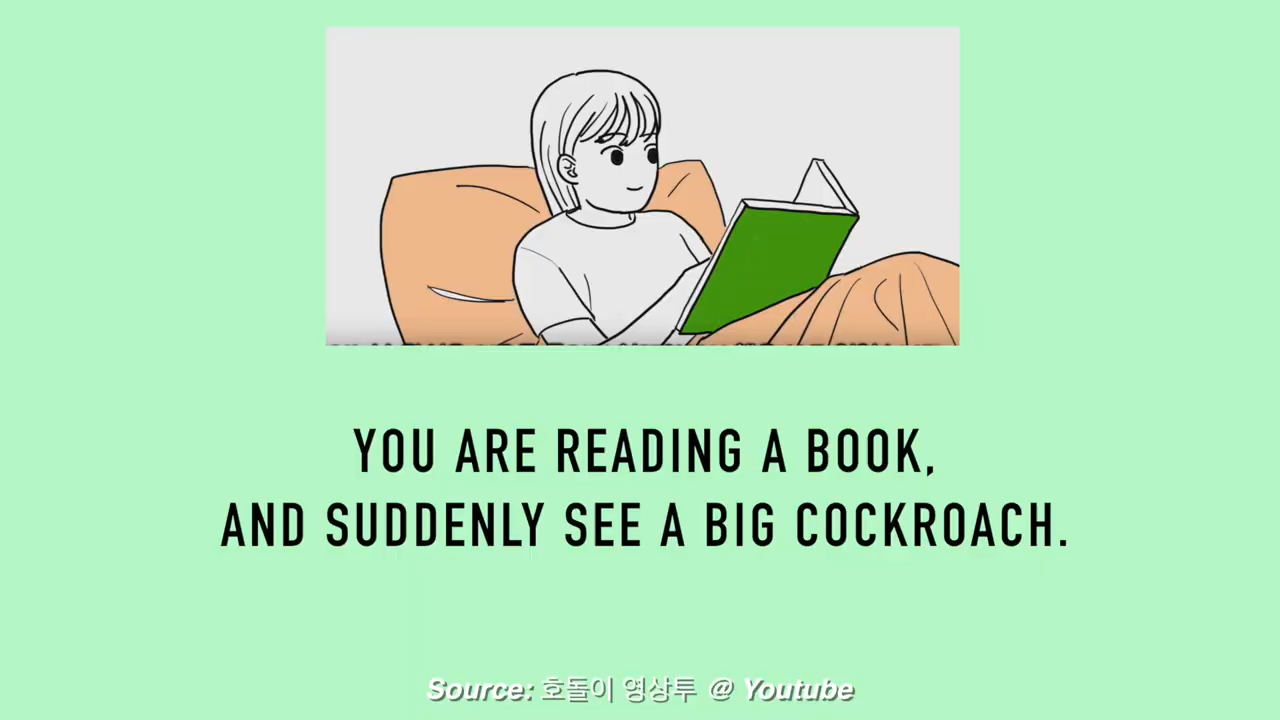 YOU ARE READING A BOOK,
AND SUDDENLY SEE A BIG COCKROACH.
Source: 호돌이 영상투 @ Youtube